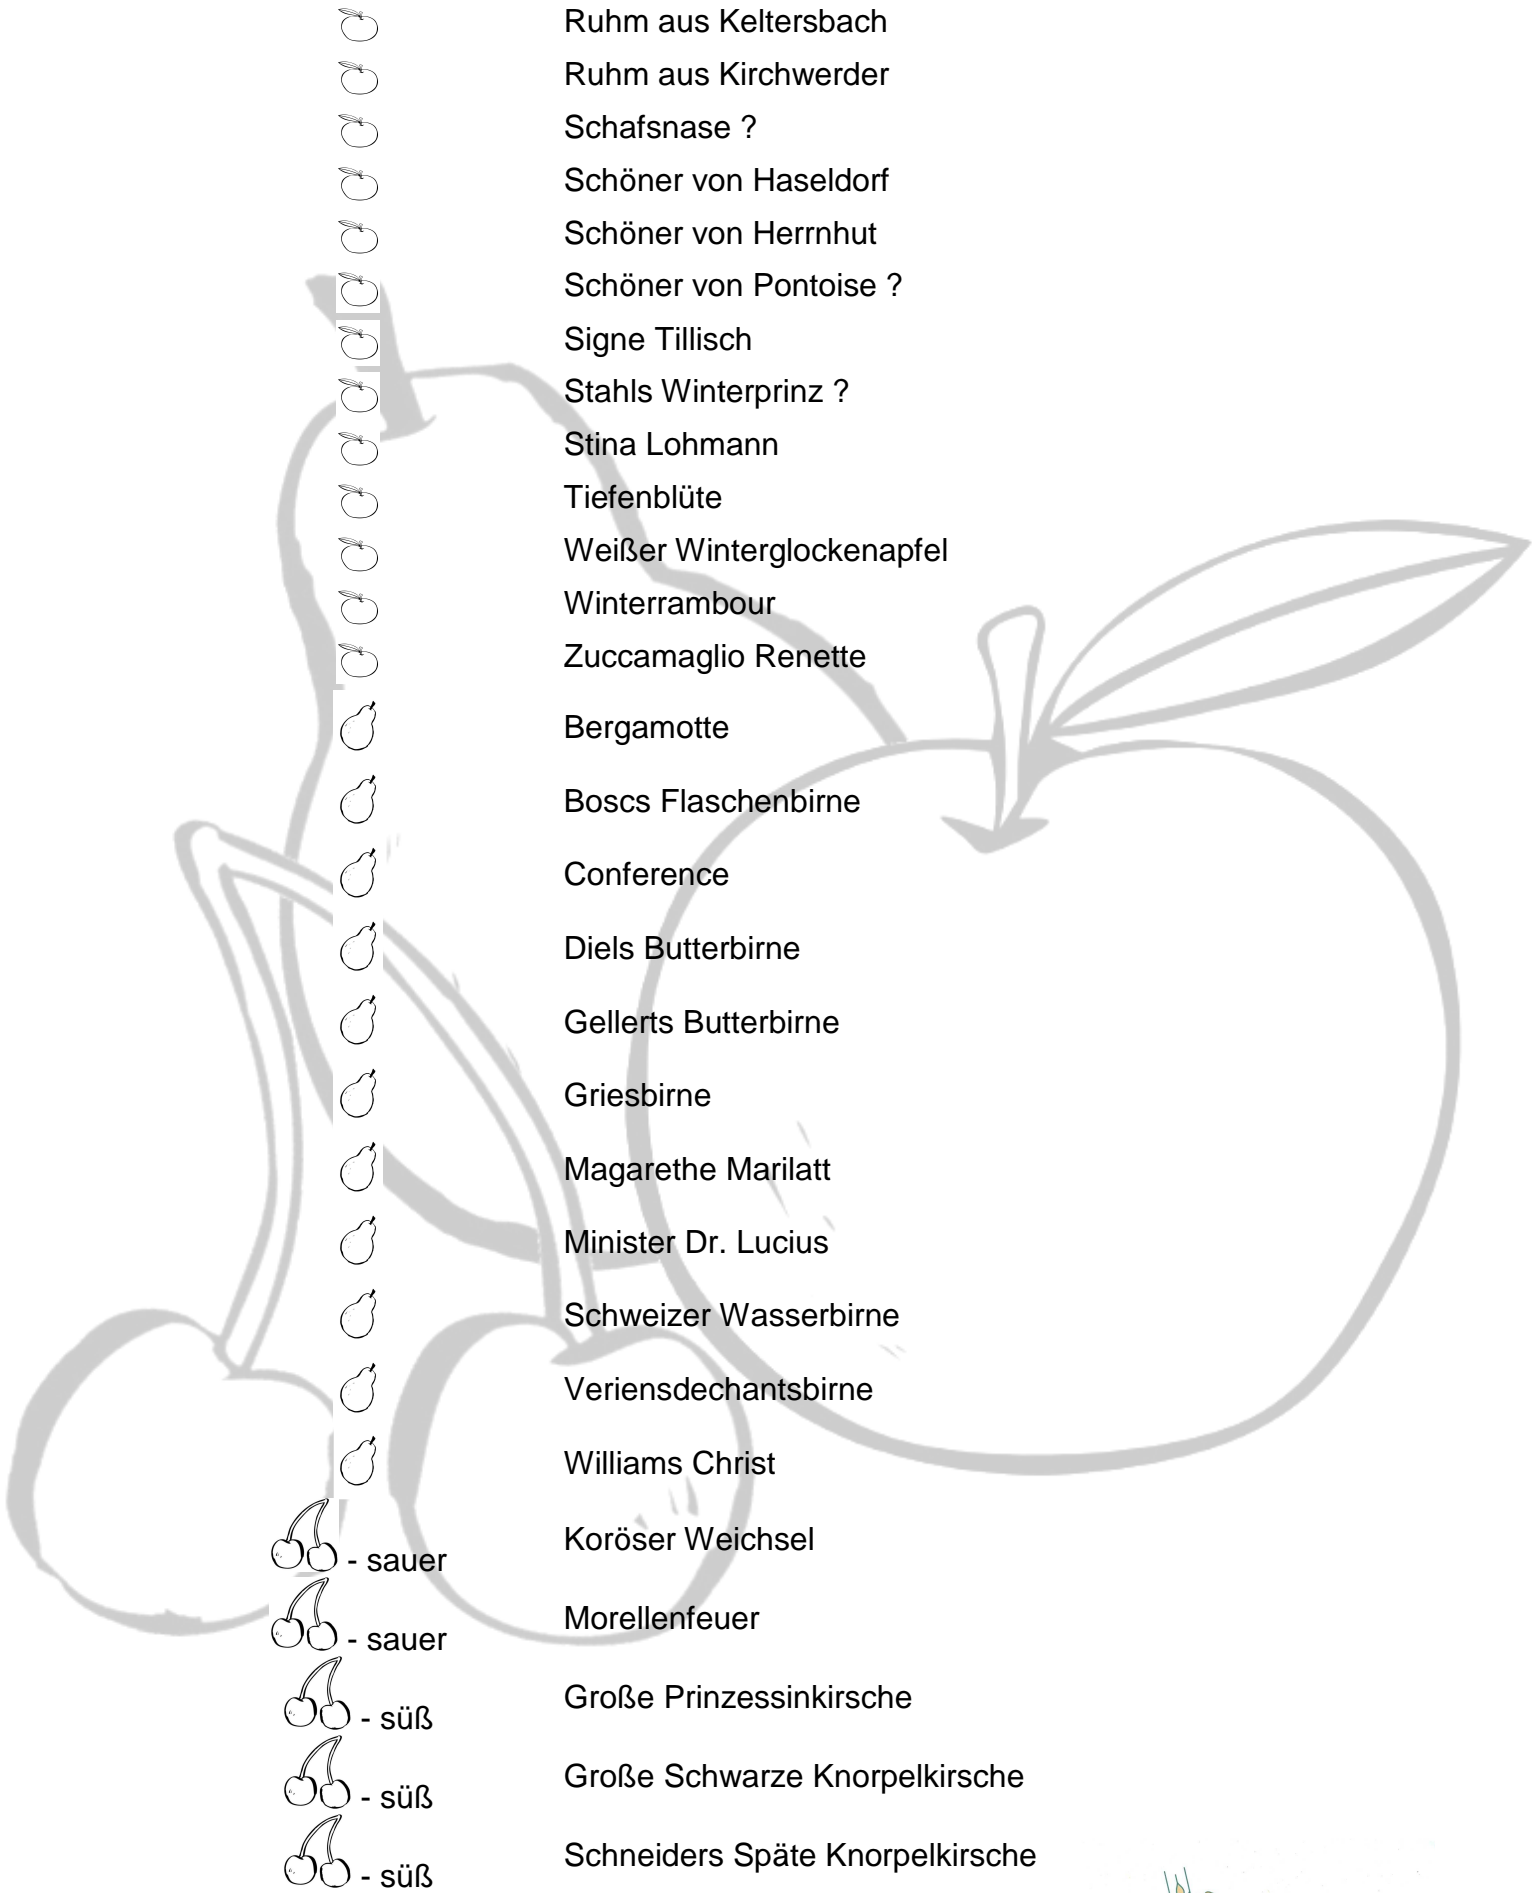 Ruhm aus Keltersbach
Ruhm aus Kirchwerder
Schafsnase ?
Schöner von Haseldorf
Schöner von Herrnhut
Schöner von Pontoise ?
Signe Tillisch
Stahls Winterprinz ?
Stina Lohmann
Tiefenblüte
Weißer Winterglockenapfel
Winterrambour
Zuccamaglio Renette
Bergamotte
Boscs Flaschenbirne
Conference
Diels Butterbirne
Gellerts Butterbirne
Griesbirne
Magarethe Marilatt
Minister Dr. Lucius
Schweizer Wasserbirne
Veriensdechantsbirne
Williams Christ
- sauer Koröser Weichsel
- sauer Morellenfeuer
- süß Große Prinzessinkirsche
- süß Große Schwarze Knorpelkirsche
- süß Schneiders Späte Knorpelkirsche